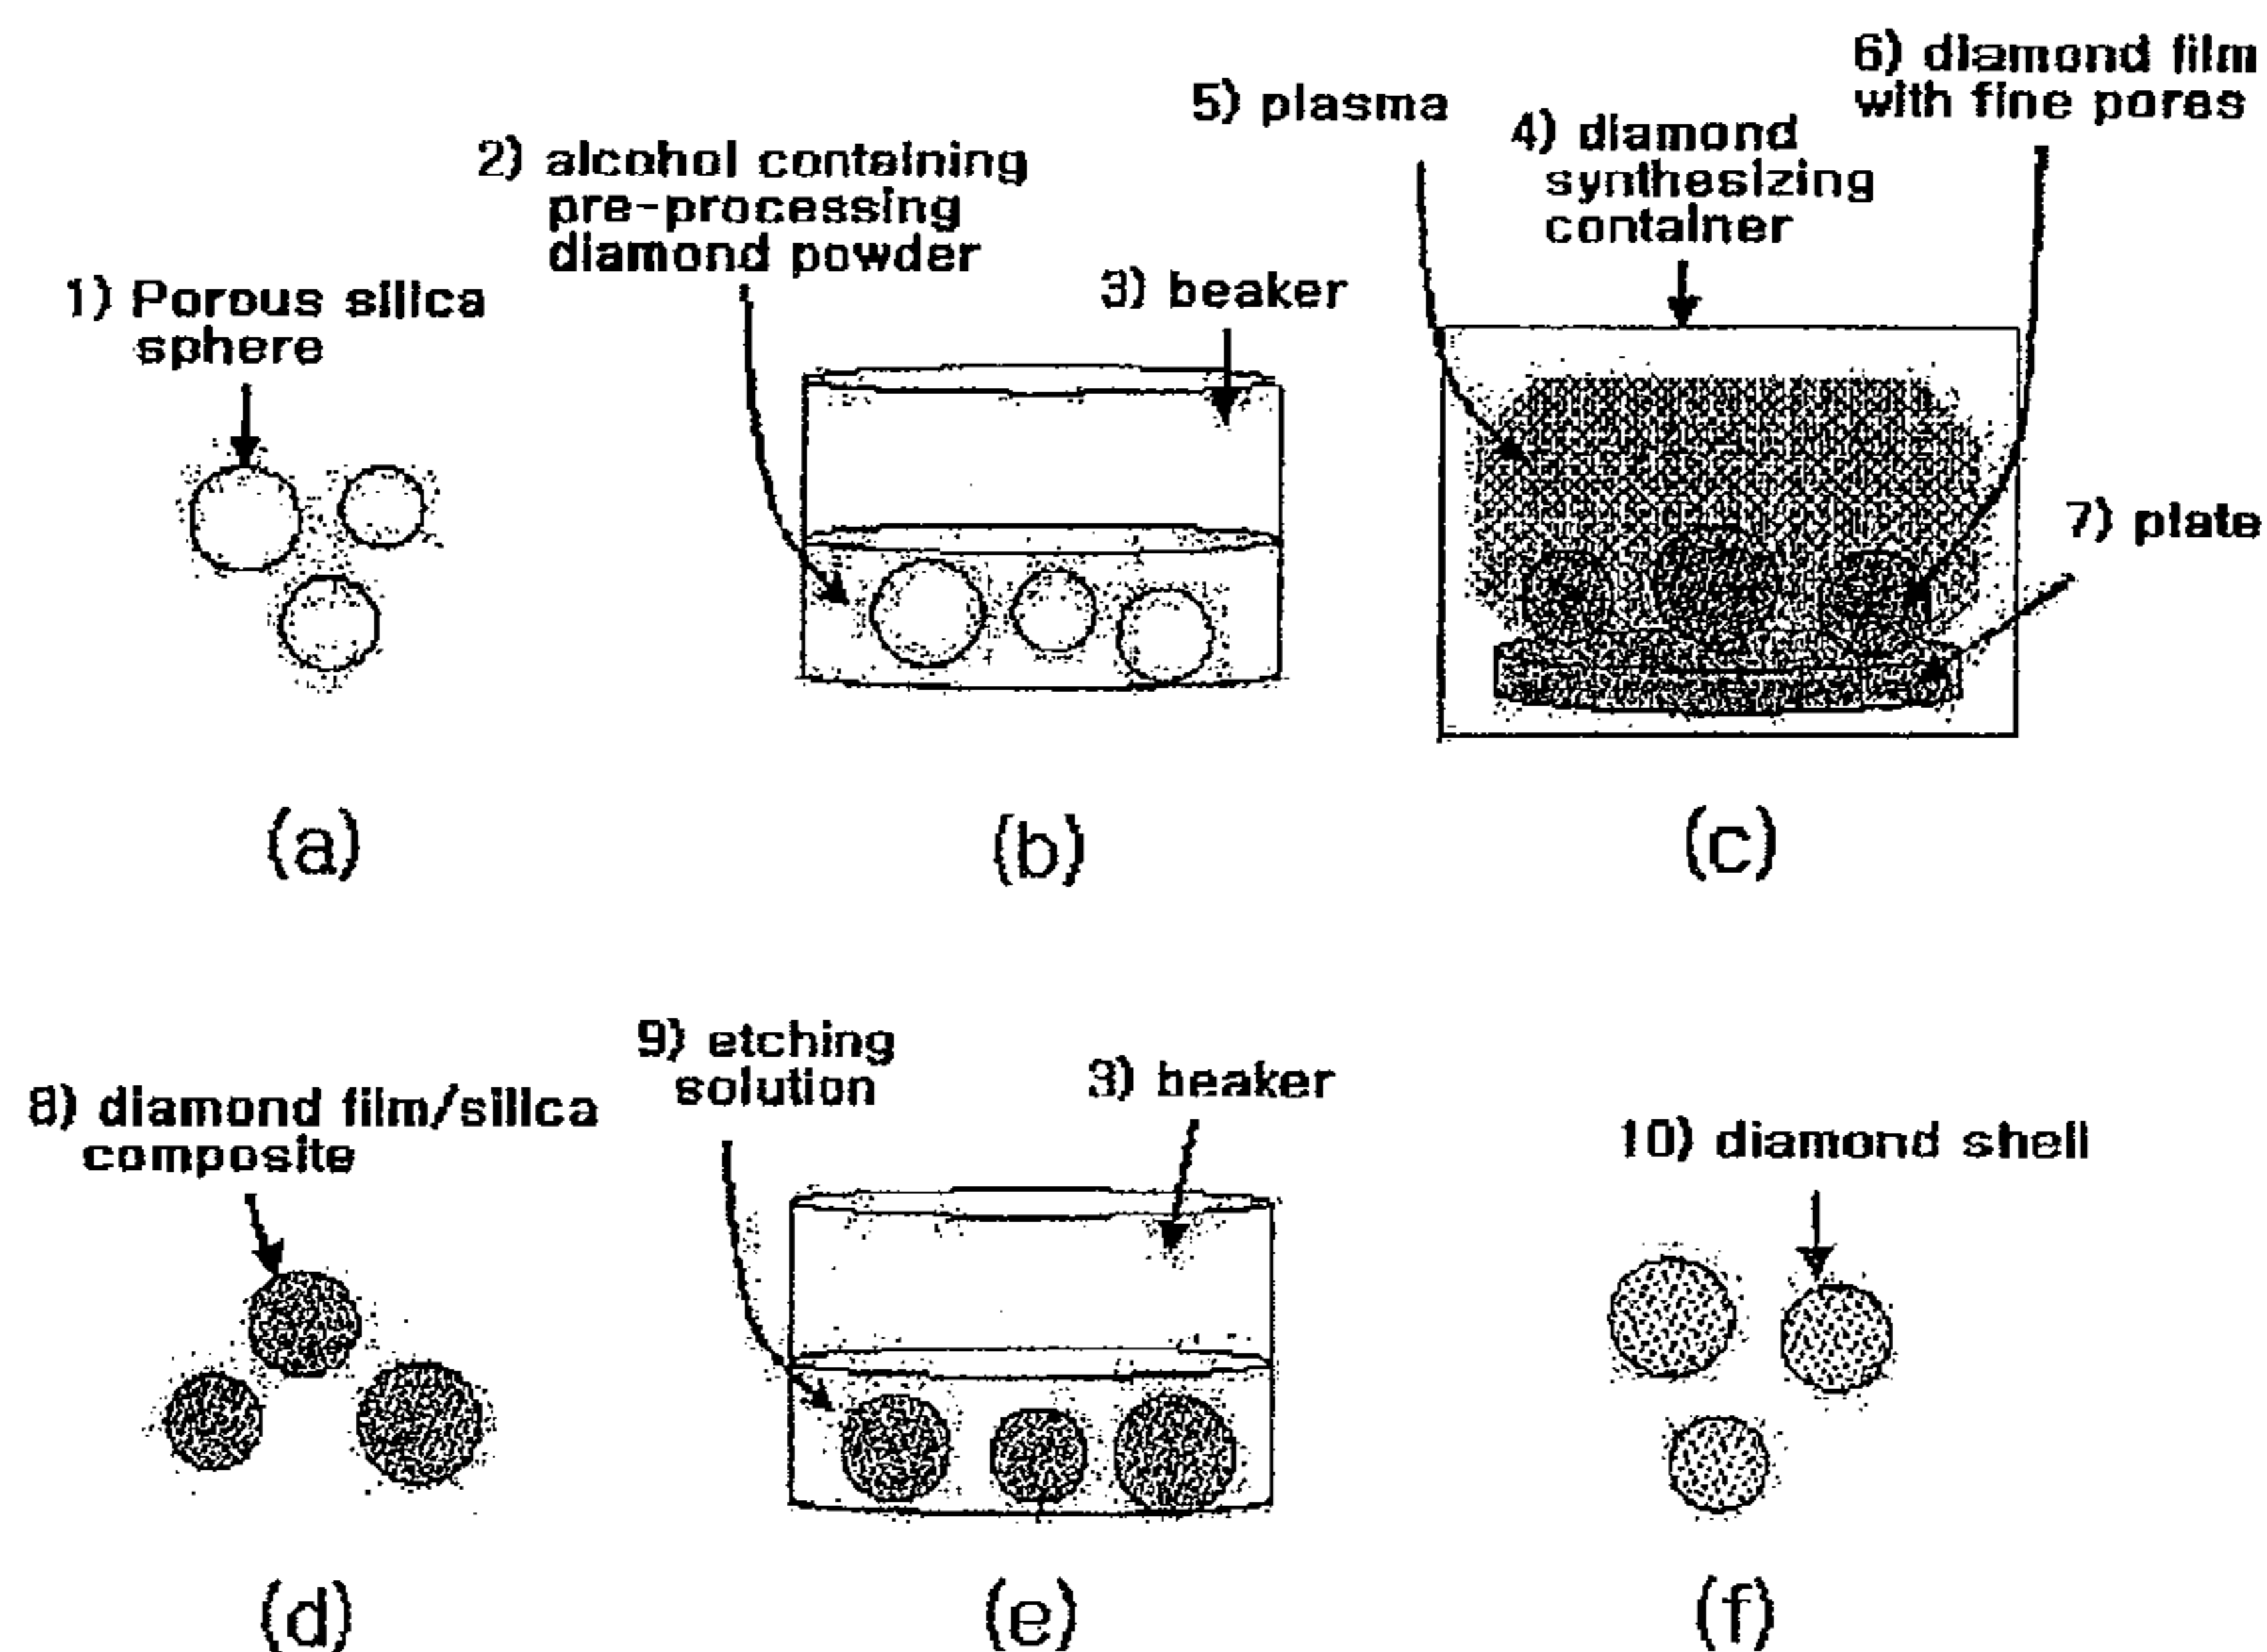 1) Porous silica
sphere
2) alcohol containing
pre-processing
diamond powder
3) beaker
5) plasma
4) diamond
synthesizing
container
6) diamond film
with fine pores
7) plate
(a)
(b)
(c)
8) diamond film/silica
composite
9) etching
solution
3) beaker
10) diamond shell
(d)
(e)
(f)